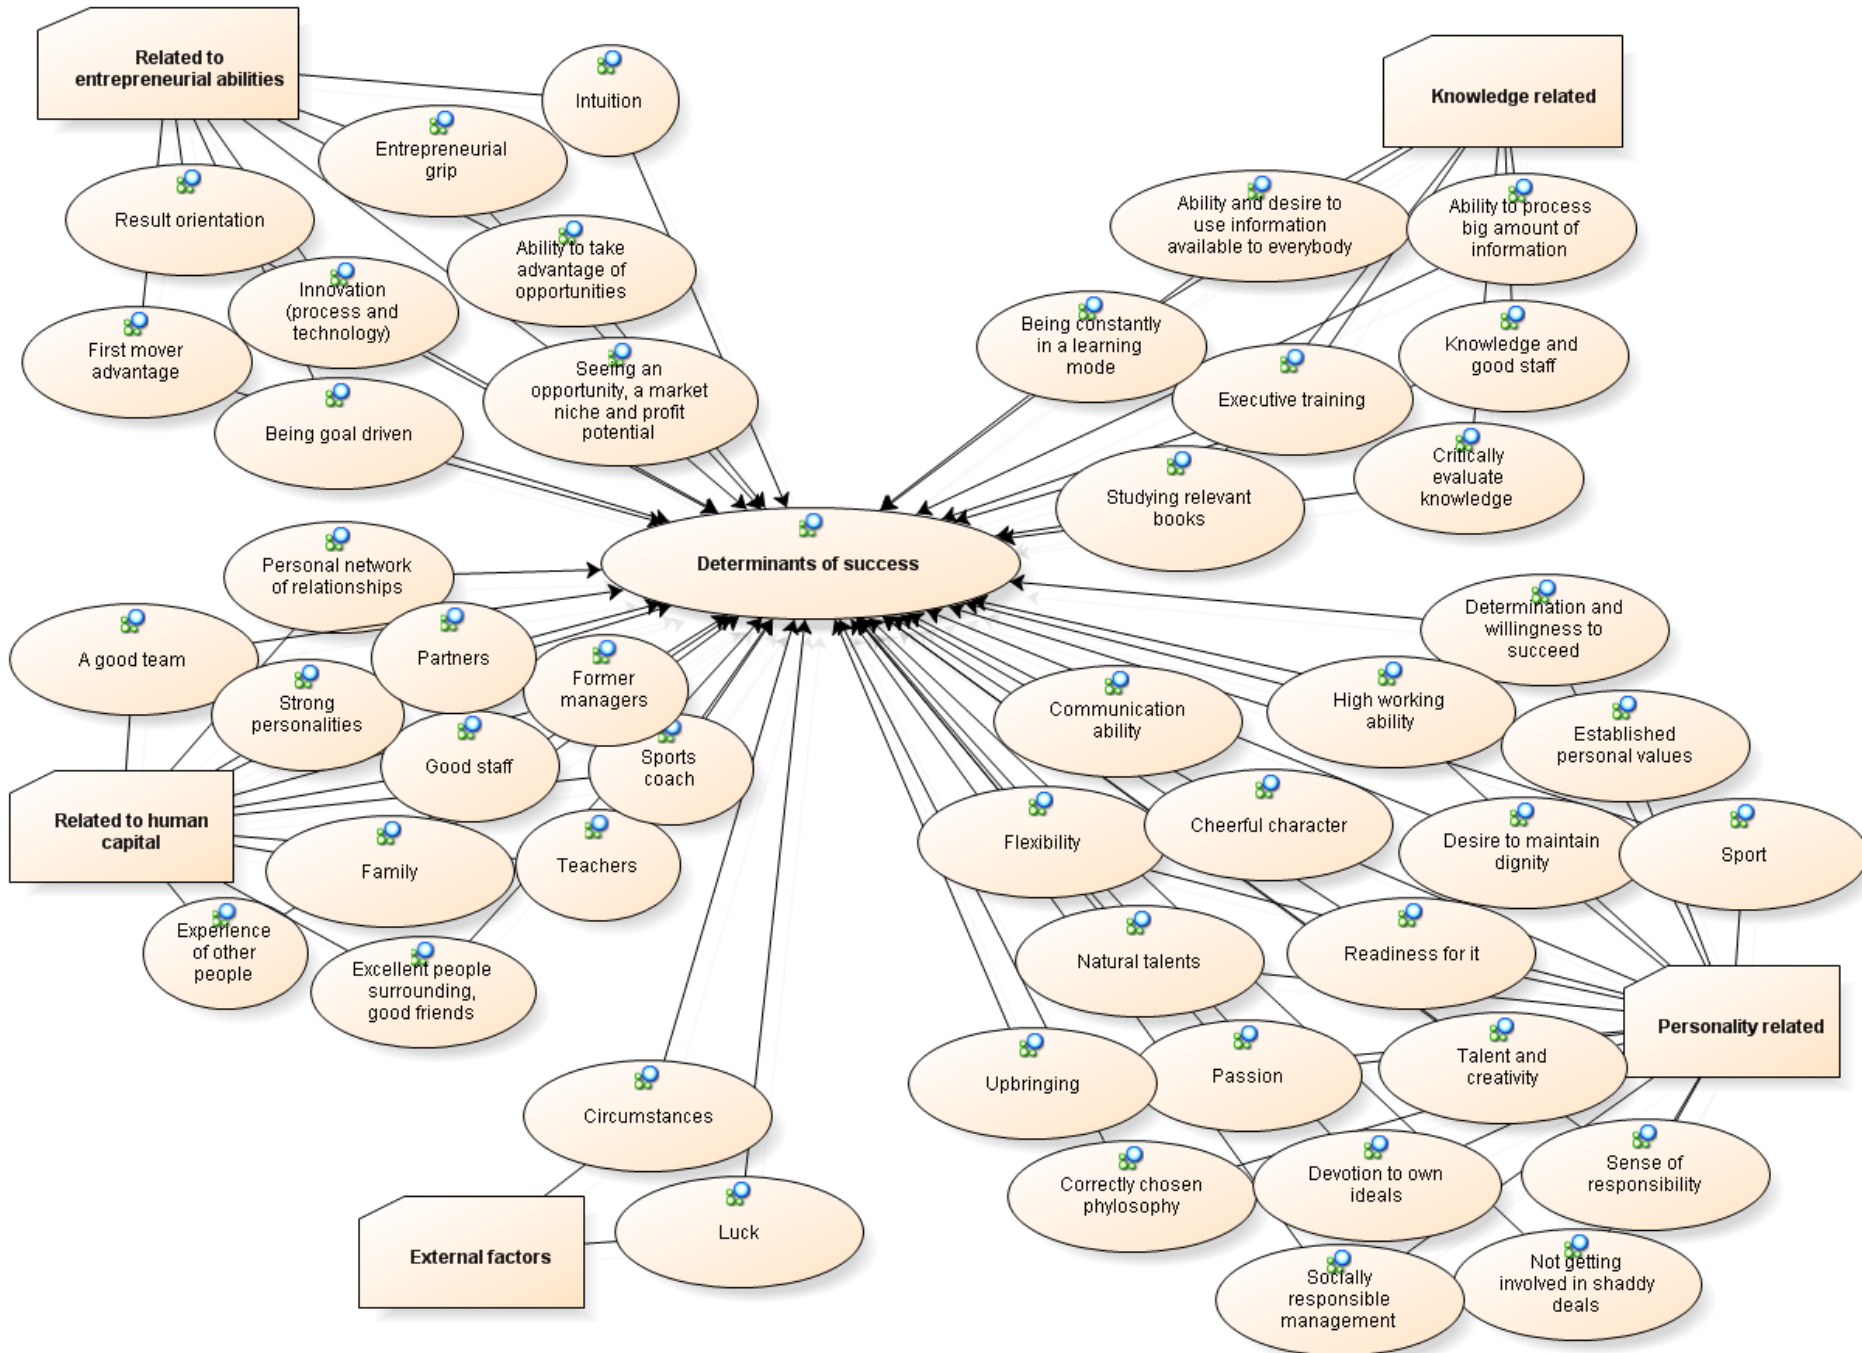 Related to
entrepreneurial abilities
Intuition
Entrepreneurial
grip
Result orientation
Ability to take
advantage of
opportunities
Innovation
(process and
technology)
First mover
advantage
Seeing an
opportunity, a market
niche and profit
potential
Being goal driven
Knowledge related
Ability and desire to
use information
available to everybody
Ability to process
big amount of
information
Being constantly
in a learning
mode
Knowledge and
good staff
Executive training
Critically
evaluate
knowledge
Studying relevant
books
Determinants of success
Personal network
of relationships
A good team
Partners
Strong
personalities
Former
managers
Good staff
Sports
coach
Related to human
capital
Family
Teachers
Experience
of other
people
Excellent people
surrounding,
good friends
Circumstances
Luck
External factors
Determination and
willingness to
succeed
Communication
ability
High working
ability
Established
personal values
Flexibility
Cheerful character
Desire to maintain
dignity
Sport
Natural talents
Readiness for it
Personality related
Upbringing
Passion
Talent and
creativity
Correctly chosen
phylosophy
Devotion to own
ideals
Sense of
responsibility
Socially
responsible
management
Not getting
involved in shaddy
deals